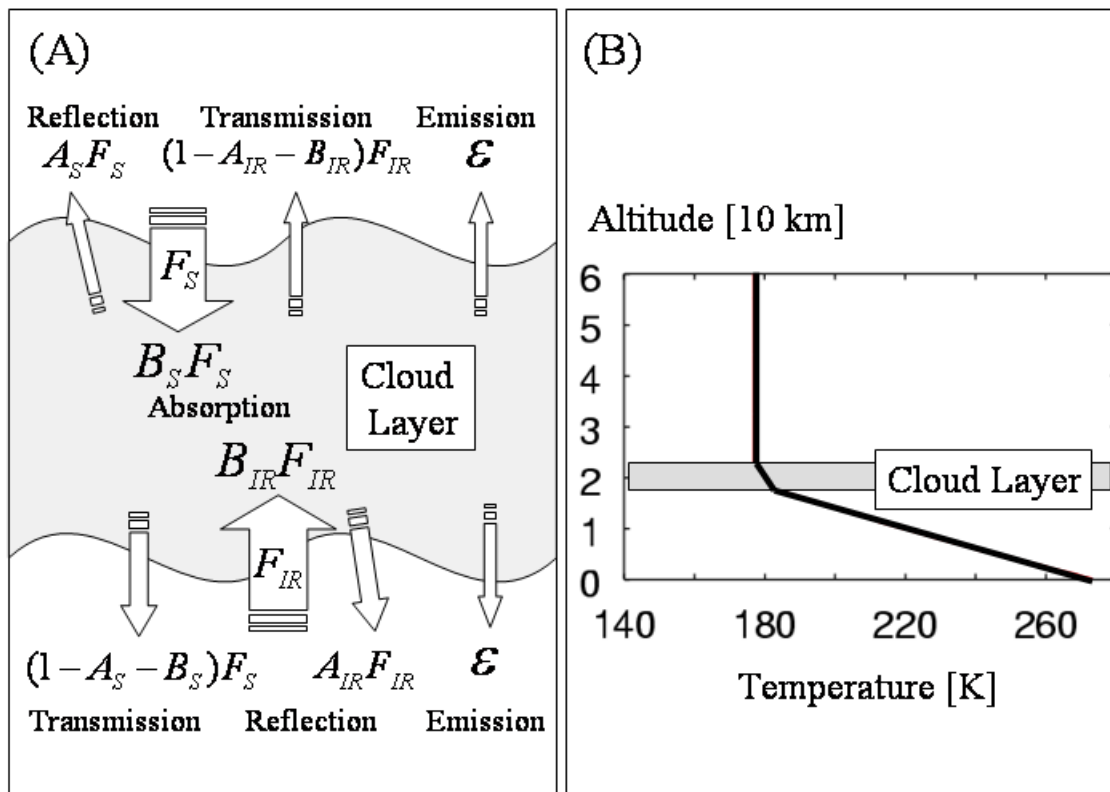 (A)
Reflection Transmission Emission
A_S F_S (1 - A_IR - B_IR)F_IR ε
F_S
B_S F_S
Absorption
Cloud
Layer
B_IR F_IR
F_IR
(1 - A_S - B_S)F_S A_IR F_IR ε
Transmission Reflection Emission
(B)
Altitude [10 km]
6
5
4
3
2
1
0
Cloud Layer
140 180 220 260
Temperature [K]